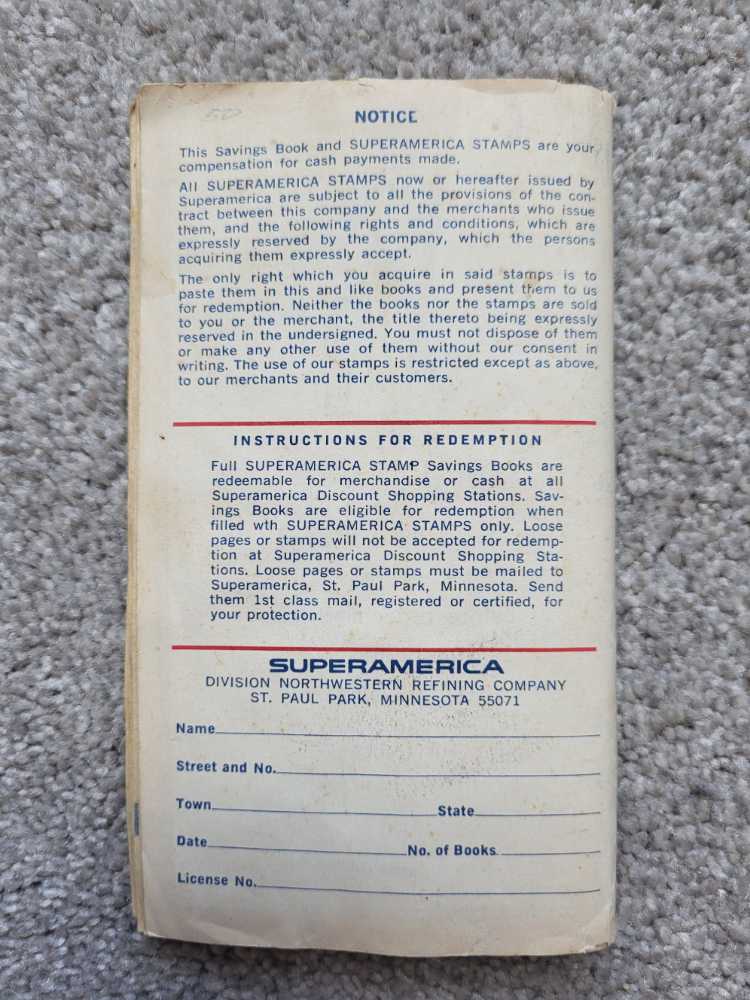 NOTICE
This Savings Book and SUPERAMERICA STAMPS are your
compensation for cash payments made.
All SUPERAMERICA STAMPS now or hereafter issued by
Superamerica are subject to all the provisions of the con-
tract between this company and the merchants who issue
them, and the following rights and conditions, which are
expressly reserved by the company, which the persons
acquiring them expressly accept.
The only right which you acquire in said stamps is to
paste them in this and like books and present them to us
for redemption. Neither the books nor the stamps are sold
to you or the merchant, the title thereto being expressly
reserved in the undersigned. You must not dispose of them
or make any other use of them without our consent in
writing. The use of our stamps is restricted except as above,
to our merchants and their customers.
INSTRUCTIONS FOR REDEMPTION
Full SUPERAMERICA STAMP Savings Books are
redeemable for merchandise or cash at all
Superamerica Discount Shopping Stations. Sav-
ings Books are eligible for redemption when
filled wth SUPERAMERICA STAMPS only. Loose
pages or stamps will not be accepted for redemp-
tion at Superamerica Discount Shopping Sta-
tions. Loose pages or stamps must be mailed to
Superamerica, St. Paul Park, Minnesota. Send
them 1st class mail, registered or certified, for
your protection.
SUPERAMERICA
DIVISION NORTHWESTERN REFINING COMPANY
ST. PAUL PARK, MINNESOTA 55071
Name
Street and No.
Town State
Date No. of Books
License No.